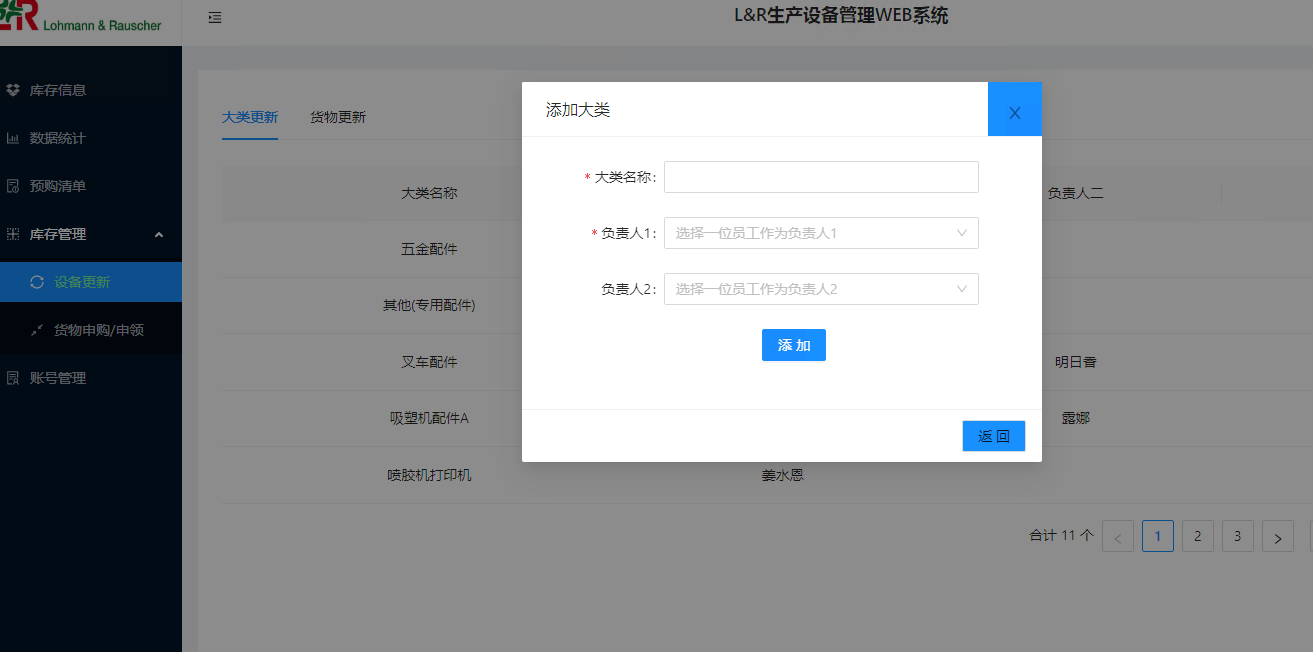 L&R
Lohmann & Rauscher
L&R生产设备管理WEB系统
库存信息
数据统计
预购清单
库存管理
设备更新
货物申购/申领
账号管理
大类更新
货物更新
大类名称
负责人二
五金配件
其他(专用配件)
叉车配件
明日香
吸塑机配件A
露娜
喷胶机打印机
姜水恩
合计 11 个
<
1
2
3
>
添加大类
* 大类名称:
* 负责人1:
选择一位员工作为负责人1
负责人2:
选择一位员工作为负责人2
添 加
返 回